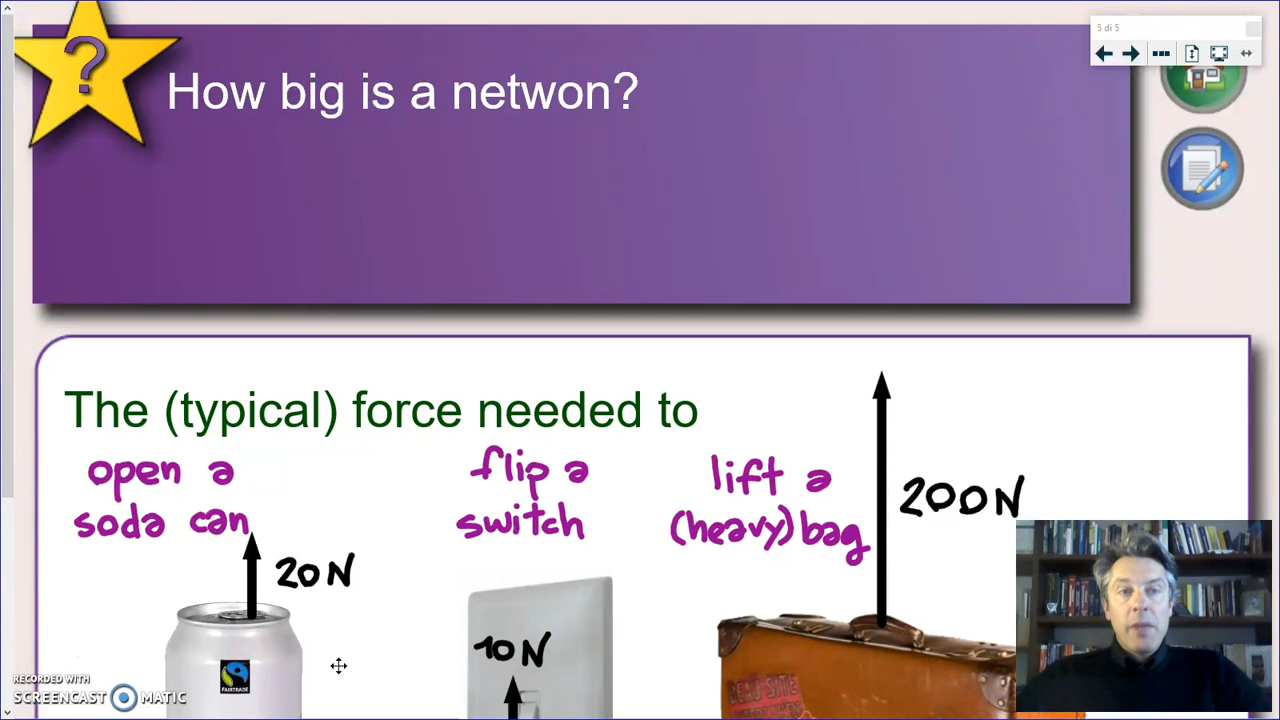 5 di 5
?
How big is a netwon?
The (typical) force needed to
open a
soda can
20N
flip a
switch
10N
lift a
(heavy) bag
200N
FAIRTRADE
RECORDED WITH
SCREENCAST MATIC